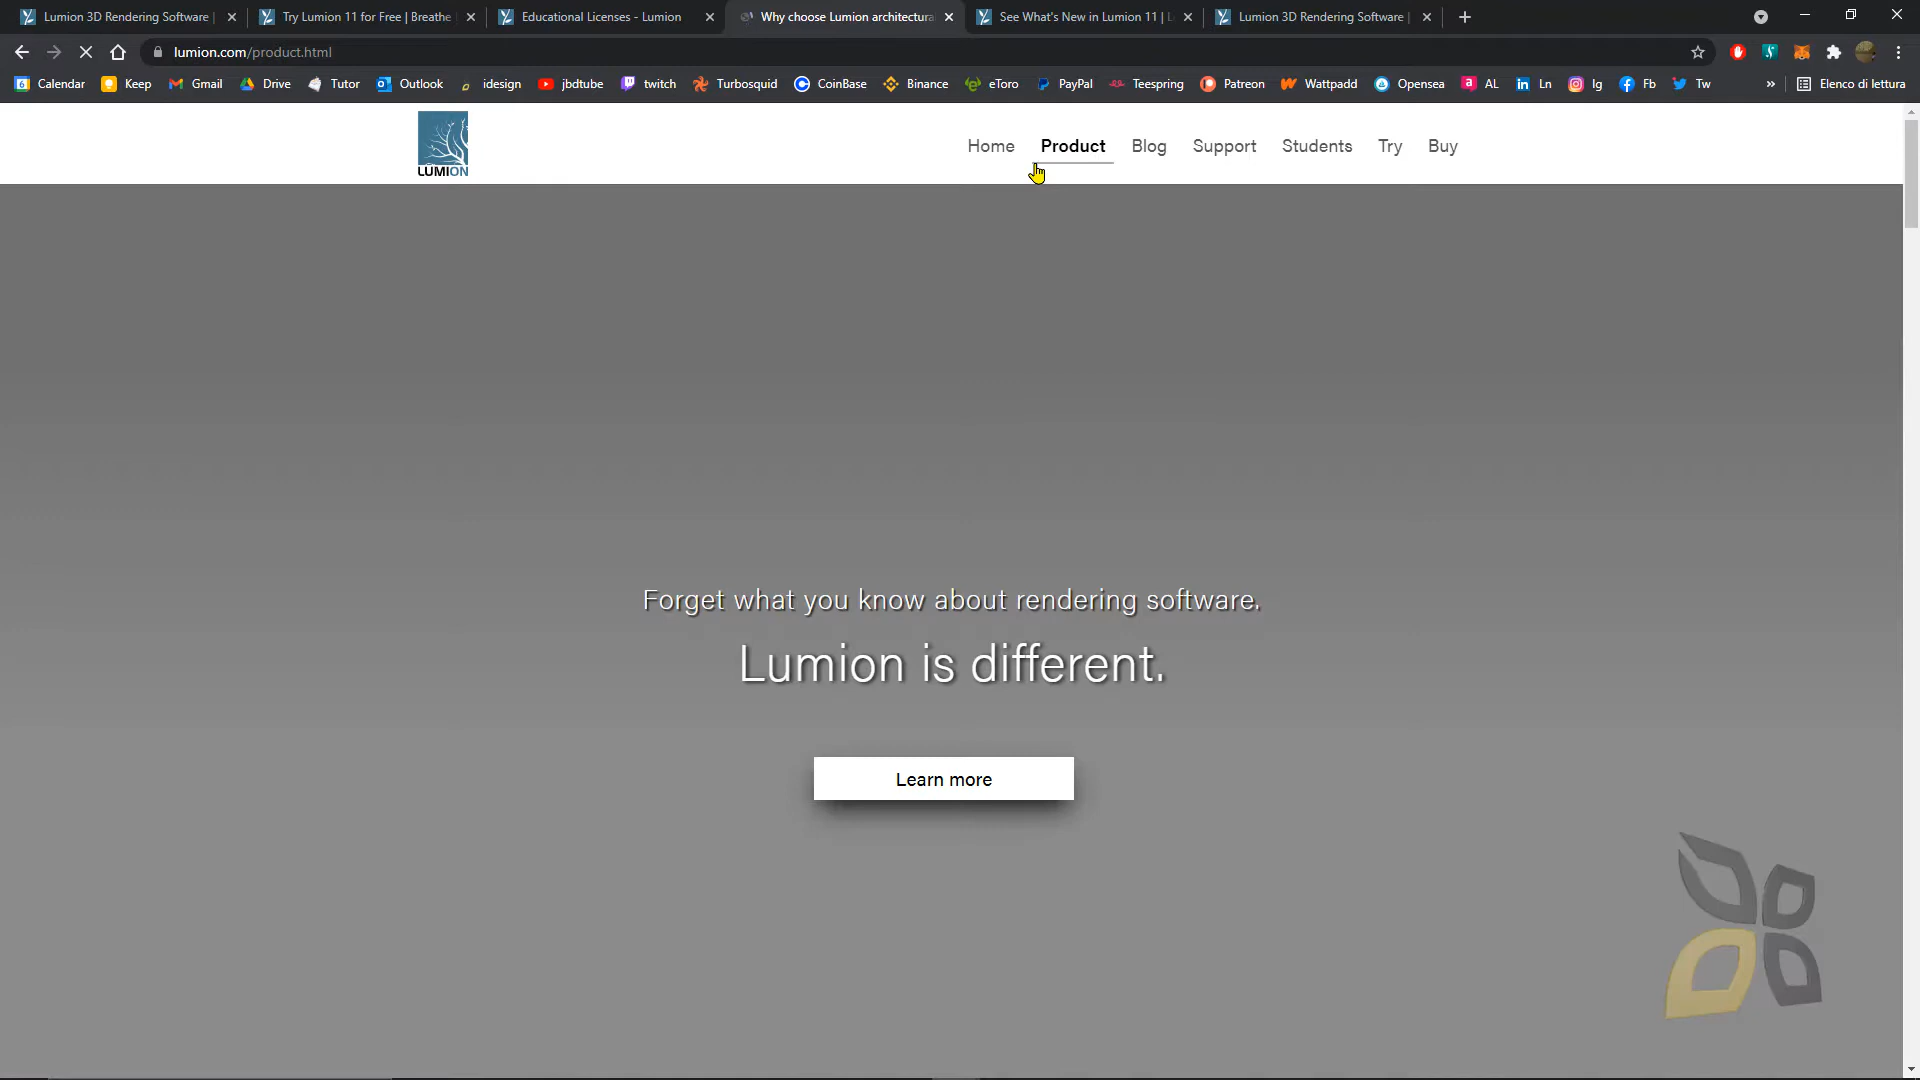 Lumion 3D Rendering Software |
Try Lumion 11 for Free | Breathe
Educational Licenses - Lumion
Why choose Lumion architectura
See What's New in Lumion 11 | L
Lumion 3D Rendering Software |
lumion.com/product.html
Calendar Keep Gmail Drive Tutor Outlook idesign jbdtube twitch Turbosquid CoinBase Binance eToro PayPal Teespring Patreon Wattpadd Opensea AL Ln Ig Fb Tw » Elenco di lettura
LUMION
Home Product Blog Support Students Try Buy
Forget what you know about rendering software.
Lumion is different.
Learn more